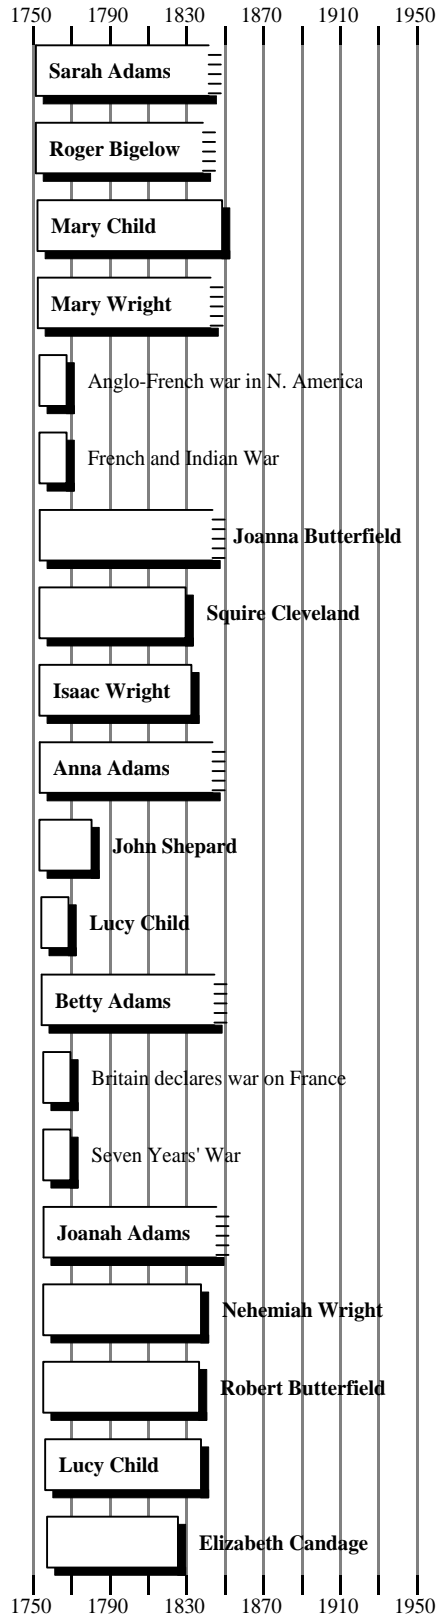 1750 1790 1830 1870 1910 1950
Sarah Adams
Roger Bigelow
Mary Child
Mary Wright
Anglo-French war in N. America
French and Indian War
Joanna Butterfield
Squire Cleveland
Isaac Wright
Anna Adams
John Shepard
Lucy Child
Betty Adams
Britain declares war on France
Seven Years' War
Joanah Adams
Nehemiah Wright
Robert Butterfield
Lucy Child
Elizabeth Candage
1750 1790 1830 1870 1910 1950